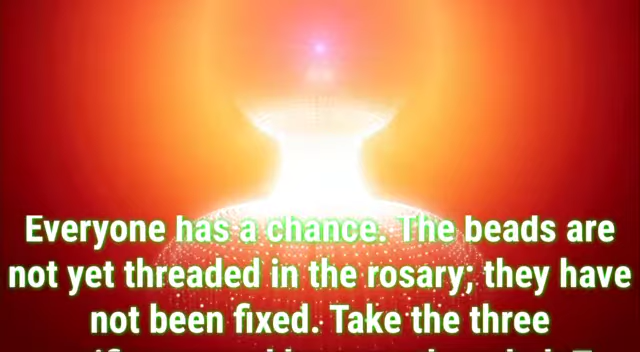 Everyone has a chance. The beads are
not yet threaded in the rosary; they have
not been fixed. Take the three